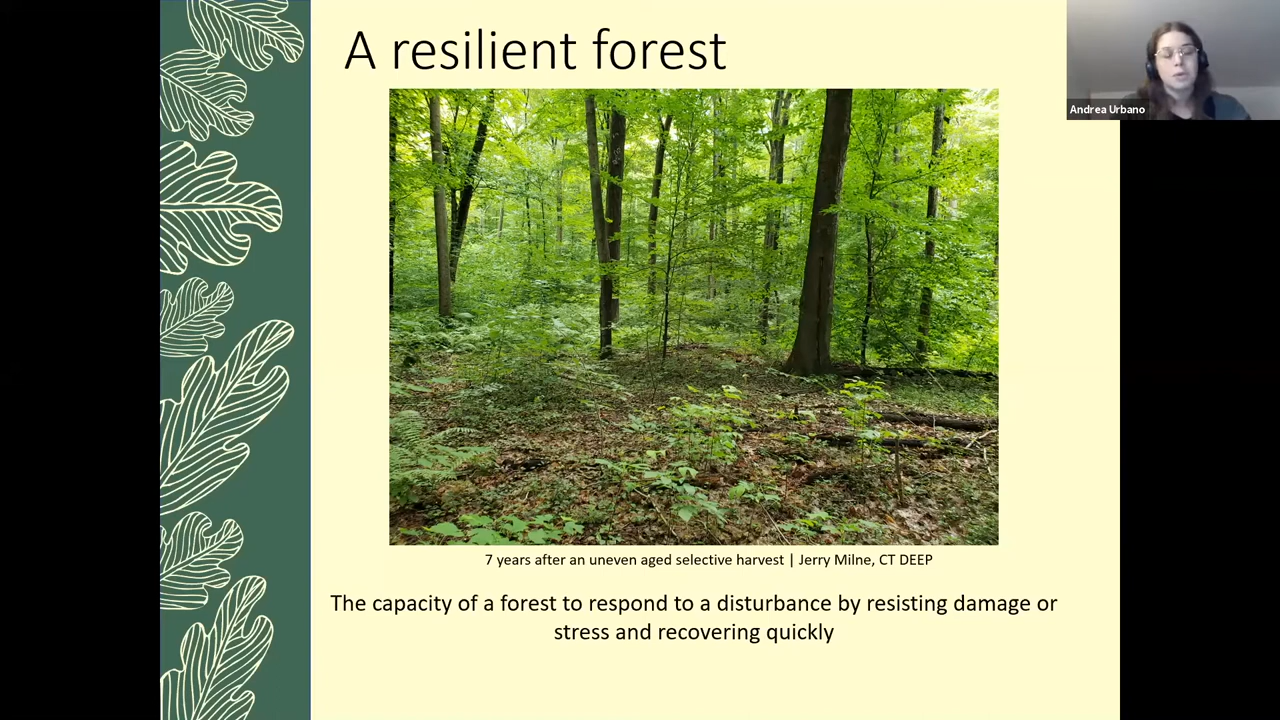 A resilient forest
Andrea Urbano
7 years after an uneven aged selective harvest | Jerry Milne, CT DEEP
The capacity of a forest to respond to a disturbance by resisting damage or
stress and recovering quickly